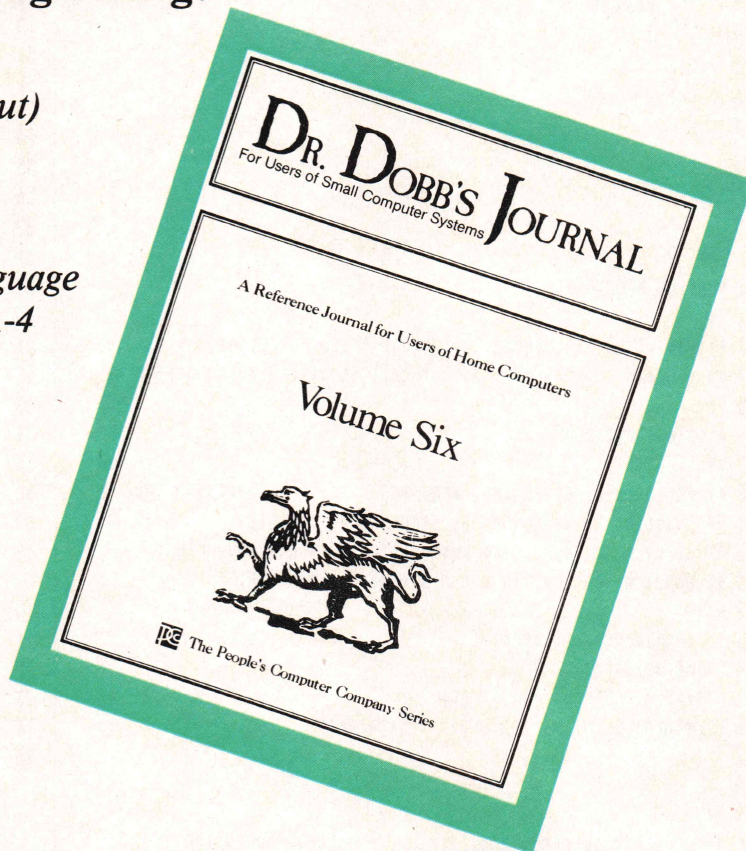 ut)
guage
-4
DR. DOBB'S JOURNAL
For Users of Small Computer Systems
A Reference Journal for Users of Home Computers
Volume Six
The People's Computer Company Series